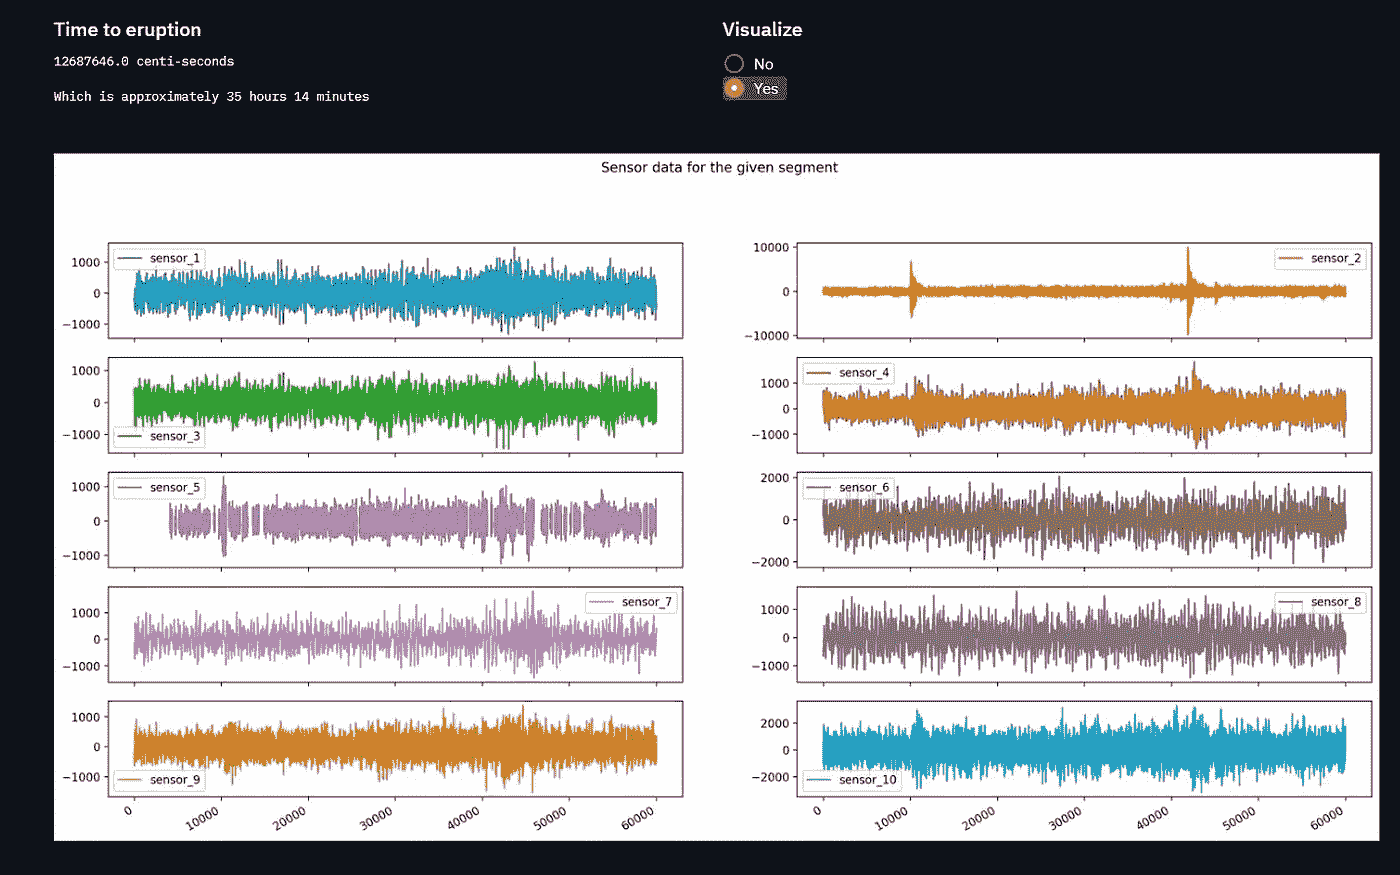 Time to eruption
12687646.0 centi-seconds
Which is approximately 35 hours 14 minutes
Visualize
No
Yes
Sensor data for the given segment
sensor_1
1000
0
−1000
sensor_2
10000
0
−10000
sensor_3
1000
0
−1000
sensor_4
1000
0
−1000
sensor_5
1000
0
−1000
sensor_6
2000
0
−2000
sensor_7
1000
0
−1000
sensor_8
1000
0
−1000
sensor_9
1000
0
−1000
0 10000 20000 30000 40000 50000 60000
sensor_10
2000
0
−2000
0 10000 20000 30000 40000 50000 60000